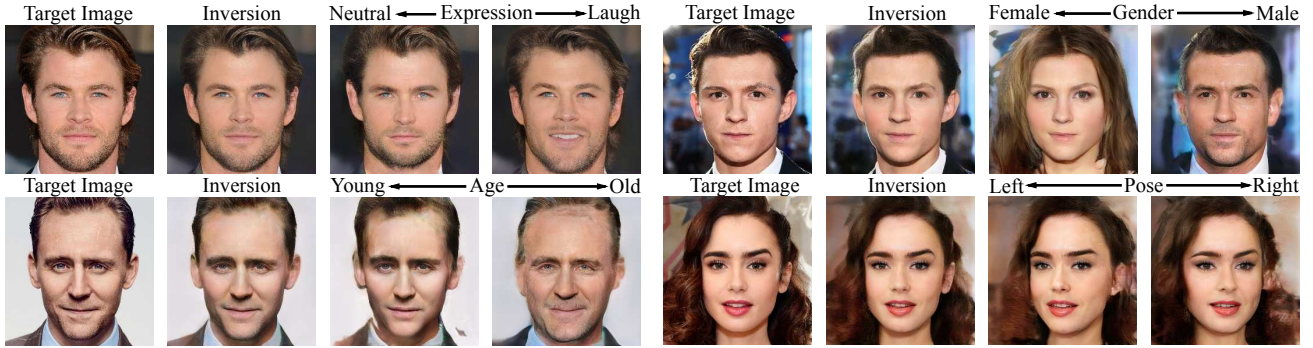 Target Image Inversion Neutral Expression Laugh Target Image Inversion Female Gender Male
Target Image Inversion Young Age Old Target Image Inversion Left Pose Right